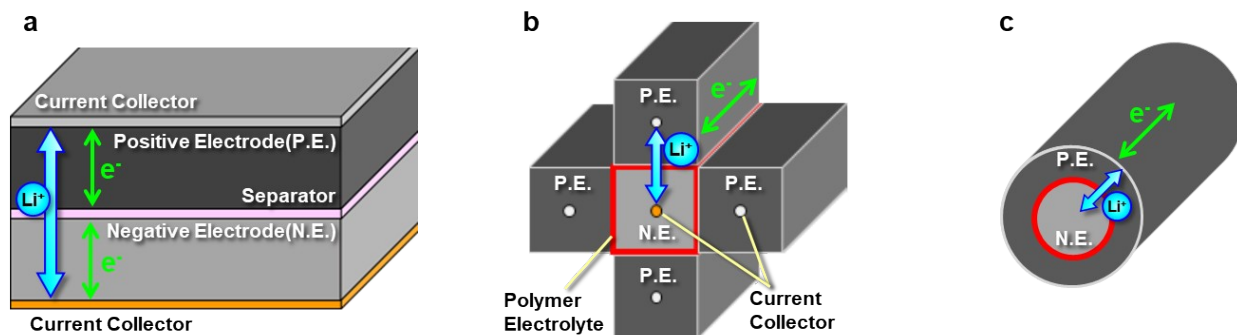 a
Current Collector
Positive Electrode(P.E.)
e-
Li+
Separator
Negative Electrode(N.E.)
e-
Current Collector
b
P.E.
e-
Li+
P.E.
P.E.
N.E.
P.E.
Polymer
Electrolyte
Current
Collector
c
e-
P.E.
Li+
N.E.